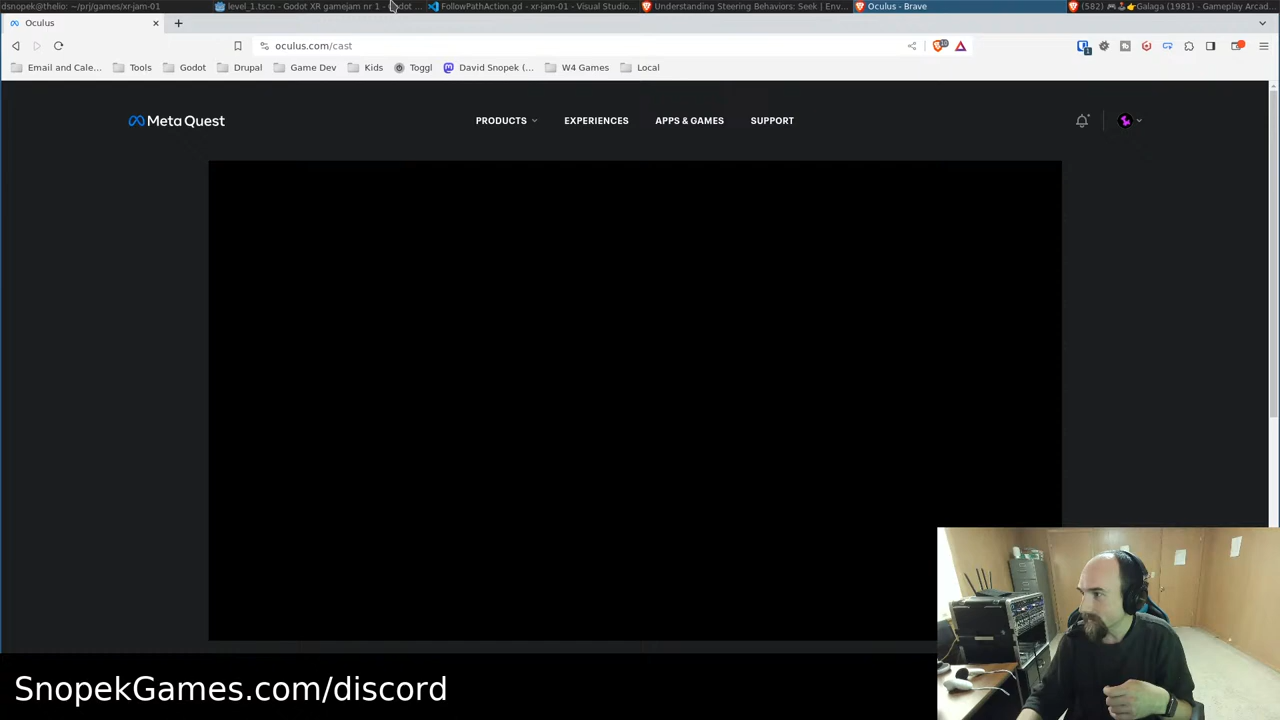 dsnopek@thelio: ~/prj/games/xr-jam-01
level_1.tscn - Godot XR gamejam nr 1 - Godot ...
FollowPathAction.gd - xr-jam-01 - Visual Studio...
Understanding Steering Behaviors: Seek | Env...
Oculus - Brave
(582) 🎮🕹️👉Galaga (1981) - Gameplay Arcad...
Oculus
oculus.com/cast
10
1
Email and Cale...
Tools
Godot
Drupal
Game Dev
Kids
Toggl
David Snopek (...
W4 Games
Local
Meta Quest
PRODUCTS
EXPERIENCES
APPS & GAMES
SUPPORT
SnopekGames.com/discord